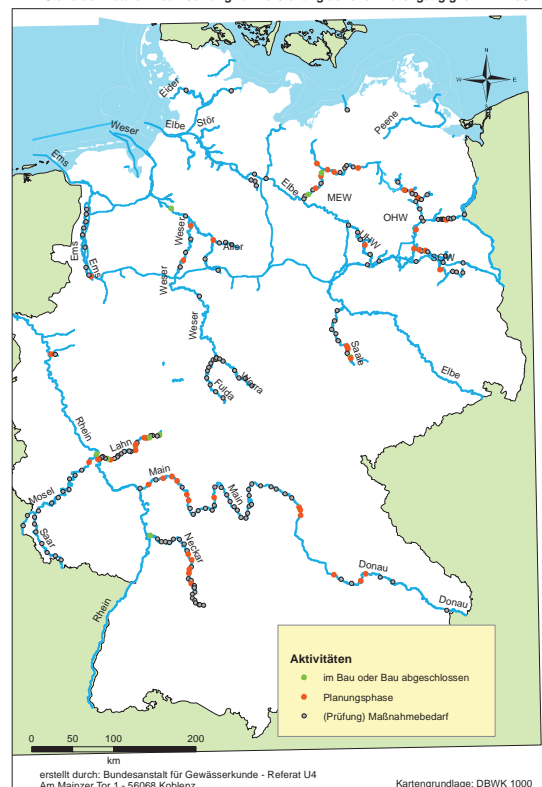 N
W
E
S
Eider
Stör
Elbe
Weser
Ems
Peene
Elbe
MEW
OHW
UHW
SOW
Weser
Aller
Ems
Ems
Weser
Weser
Saale
Elbe
Werra
Fulda
Rhein
Lahn
Mosel
Main
Main
Saar
Neckar
Rhein
Donau
Donau
Aktivitäten
im Bau oder Bau abgeschlossen
Planungsphase
(Prüfung) Maßnahmebedarf
0 50 100 200
km
erstellt durch: Bundesanstalt für Gewässerkunde - Referat U4
Am Mainzer Tor 1 - 56068 Koblenz
Kartengrundlage: DBWK 1000